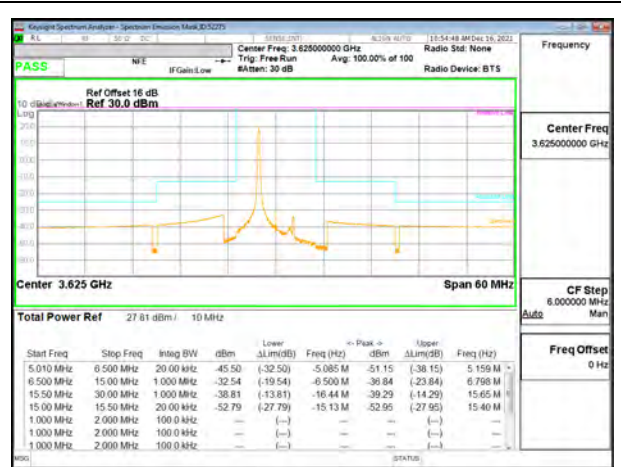 Keysight Spectrum Analyzer - Spectrum Emission Mask
RL
50 Ω DC
SENSE:INT
ALIGN AUTO
10:54:48 AM Dec 16, 2021
Frequency
Center Freq: 3.625000000 GHz
Radio Std: None
PASS
NFE
Trig: Free Run
Avg: 100.00% of 100
IFGain:Low
#Atten: 30 dB
Radio Device: BTS
Ref Offset 16 dB
10 dB/div
Ref 30.0 dBm
Log
Center Freq
3.625000000 GHz
Center 3.625 GHz
Span 60 MHz
CF Step
6.000000 MHz
Auto Man
Total Power Ref 27.81 dBm / 10 MHz
Lower <- Peak -> Upper
Start Freq Stop Freq Integ BW dBm ΔLim(dB) Freq (Hz) dBm ΔLim(dB) Freq (Hz)
5.010 MHz 6.500 MHz 20.00 kHz -45.50 (-32.50) -5.085 M -51.15 (-38.15) 5.159 M
6.500 MHz 15.00 MHz 1.000 MHz -32.54 (-19.54) -6.500 M -36.84 (-23.84) 6.798 M
15.50 MHz 30.00 MHz 1.000 MHz -38.81 (-13.81) -16.44 M -39.29 (-14.29) 15.65 M
15.00 MHz 15.50 MHz 20.00 kHz -52.79 (-27.79) -15.13 M -52.95 (-27.95) 15.40 M
1.000 MHz 2.000 MHz 100.0 kHz --- (---) --- --- (---) ---
1.000 MHz 2.000 MHz 100.0 kHz --- (---) --- --- (---) ---
1.000 MHz 2.000 MHz 100.0 kHz --- (---) --- --- (---) ---
Freq Offset
0 Hz
MSG
STATUS